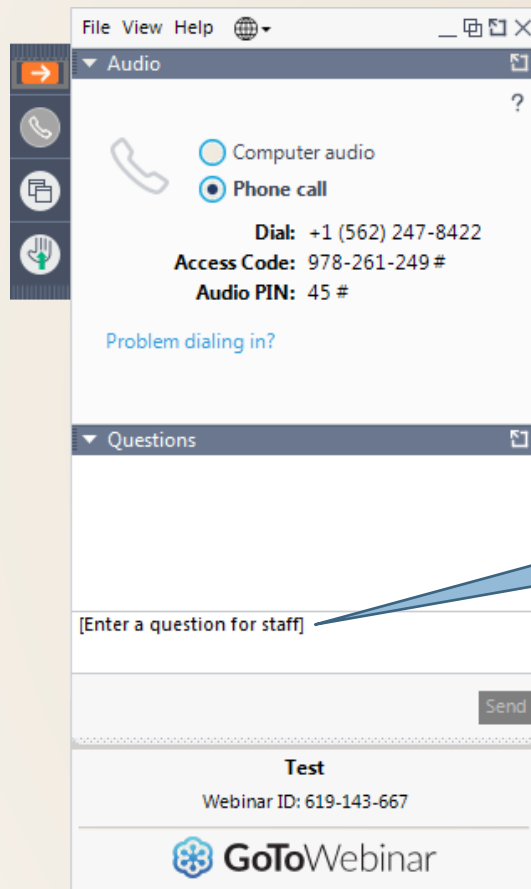 File View Help
Audio
?
Computer audio
Phone call
Dial: +1 (562) 247-8422
Access Code: 978-261-249 #
Audio PIN: 45 #
Problem dialing in?
Questions
[Enter a question for staff]
Send
Test
Webinar ID: 619-143-667
GoToWebinar